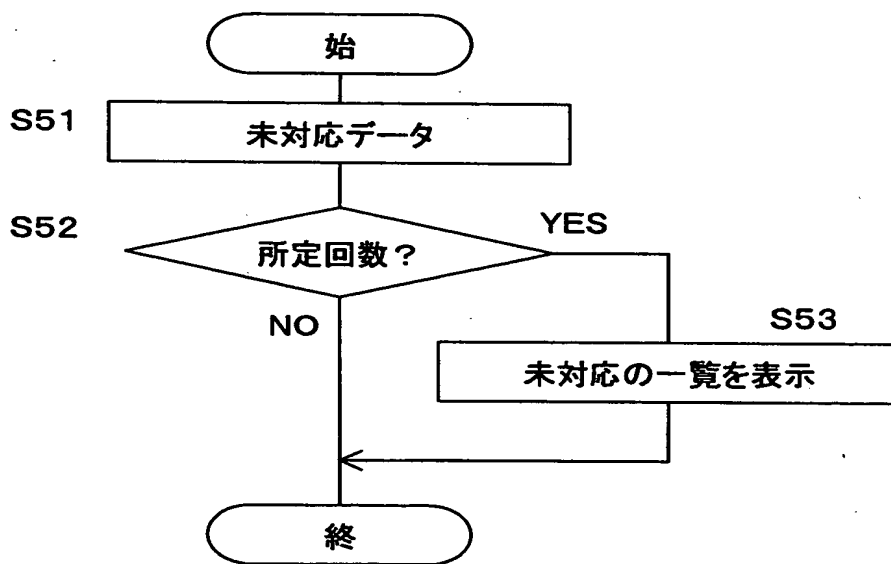 始
S51
未対応データ
S52
所定回数？
YES
NO
S53
未対応の一覧を表示
終